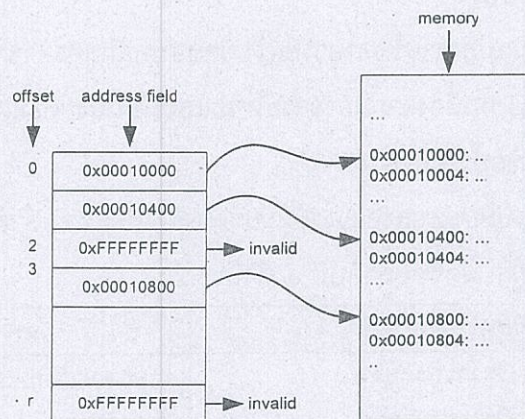 memory
offset address field
...
0 0x00010000
0x00010000: ...
0x00010004: ...
...
0x00010400
2 0xFFFFFFFF invalid
0x00010400: ...
0x00010404: ...
3 0x00010800
...
0x00010800: ...
0x00010804: ...
..
r 0xFFFFFFFF invalid